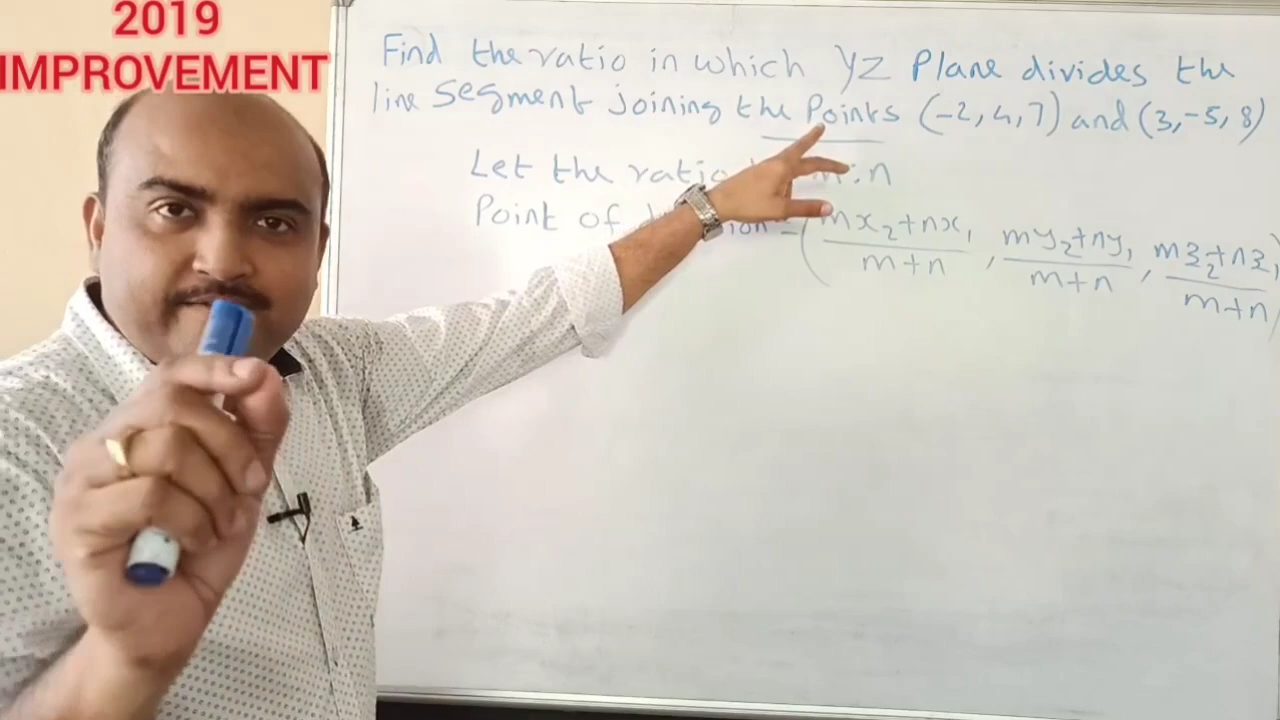 2019
IMPROVEMENT
Find the ratio in which YZ Plane divides the
line segment joining the Points (-2,4,7) and (3,-5,8)
Let the ratio m:n
Point of = (mx₂+nx₁/m+n, my₂+ny₁/m+n, mz₂+nz₁/m+n)